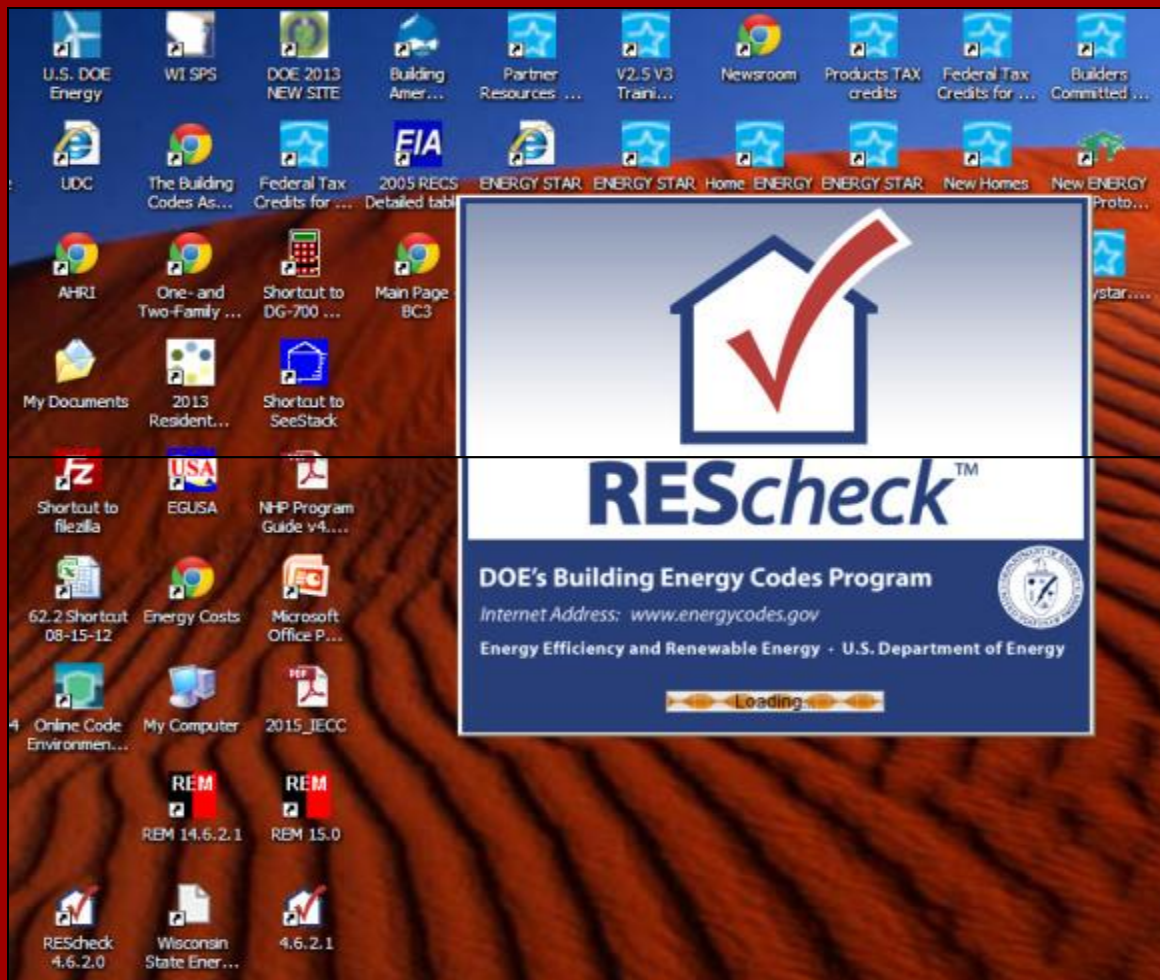 U.S. DOE
Energy
WI SPS
DOE 2013
NEW SITE
Building
Amer...
Partner
Resources ...
V2.5 V3
Traini...
Newsroom
Products TAX
credits
Federal Tax
Credits for ...
Builders
Committed ...
UDC
The Building
Codes As...
Federal Tax
Credits for ...
EIA
2005 RECS
Detailed tabl
ENERGY STAR
ENERGY STAR
Home ENERGY
ENERGY STAR
New Homes
New ENERGY
Proto...
AHRI
One- and
Two-Family ...
Shortcut to
DG-700 ...
Main Page -
BC3
ystar....
My Documents
2013
Resident...
Shortcut to
SeeStack
FZ
Shortcut to
filezilla
USA
EGUSA
NHP Program
Guide v4....
62.2 Shortcut
08-15-12
Energy Costs
Microsoft
Office P...
4
Online Code
Environmen...
My Computer
PDF
2015_IECC
REM
REM 14.6.2.1
REM
REM 15.0
REScheck
4.6.2.0
Wisconsin
State Ener...
4.6.2.1
REScheck™
DOE's Building Energy Codes Program
Internet Address: www.energycodes.gov
Energy Efficiency and Renewable Energy - U.S. Department of Energy
Loading...